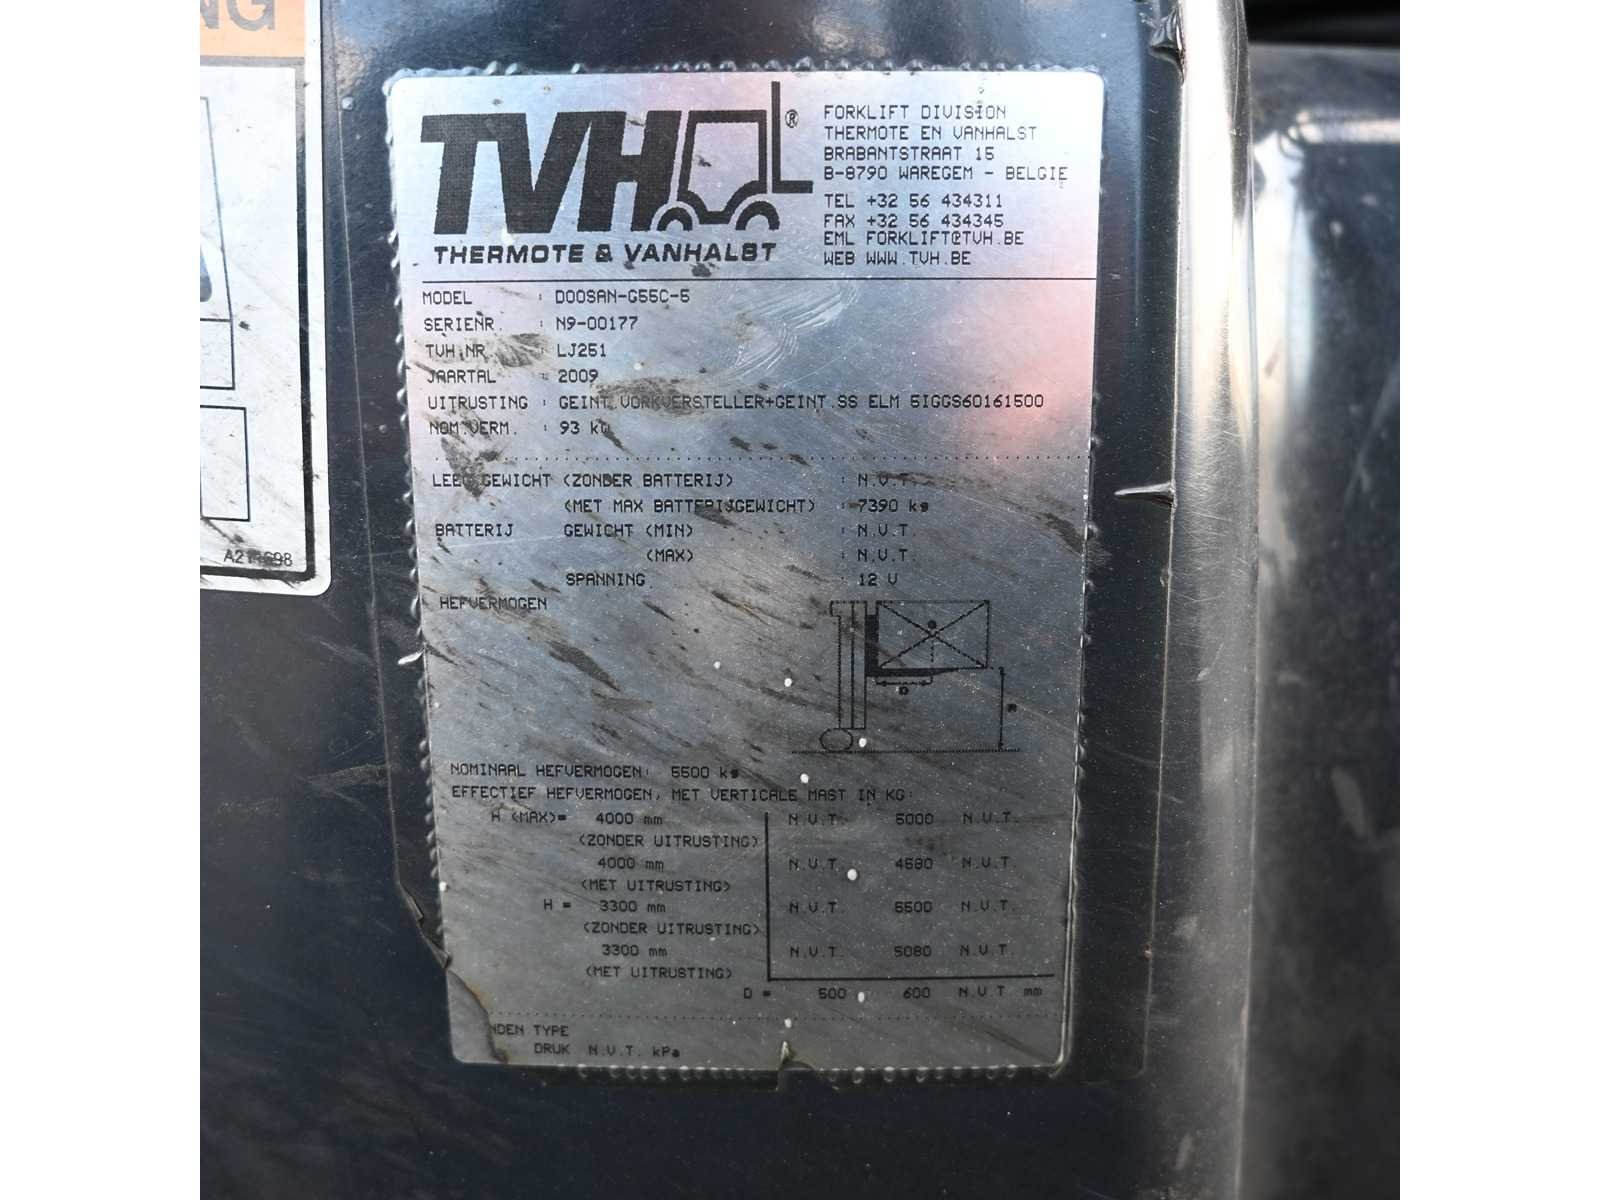 NG
A211698
TVH®
THERMOTE & VANHALST
FORKLIFT DIVISION
THERMOTE EN VANHALST
BRABANTSTRAAT 15
B-8790 WAREGEM - BELGIE
TEL +32 56 434311
FAX +32 56 434345
EML FORKLIFT@TVH.BE
WEB WWW.TVH.BE
MODEL : DOOSAN-G55C-5
SERIENR. : N9-00177
TVH NR. : LJ251
JAARTAL : 2009
UITRUSTING : GEINT.VORKVERSTELLER+GEINT.SS ELM 5IGGS60161500
NOM.VERM. : 93 kW
LEEG GEWICHT (ZONDER BATTERIJ) : N.V.T.
(MET MAX BATTERIJGEWICHT) : 7390 kg
BATTERIJ GEWICHT (MIN) : N.V.T.
(MAX) : N.V.T.
SPANNING : 12 V
HEFVERMOGEN
G
D
H
NOMINAAL HEFVERMOGEN: 5500 kg
EFFECTIEF HEFVERMOGEN, MET VERTICALE MAST IN KG:
H (MAX)= 4000 mm N.V.T. 5000 N.V.T.
(ZONDER UITRUSTING)
4000 mm N.V.T. 4580 N.V.T.
(MET UITRUSTING)
H = 3300 mm N.V.T. 5500 N.V.T.
(ZONDER UITRUSTING)
3300 mm N.V.T. 5080 N.V.T.
(MET UITRUSTING)
D = 500 600 N.V.T mm
NDEN TYPE
DRUK N.V.T. kPa